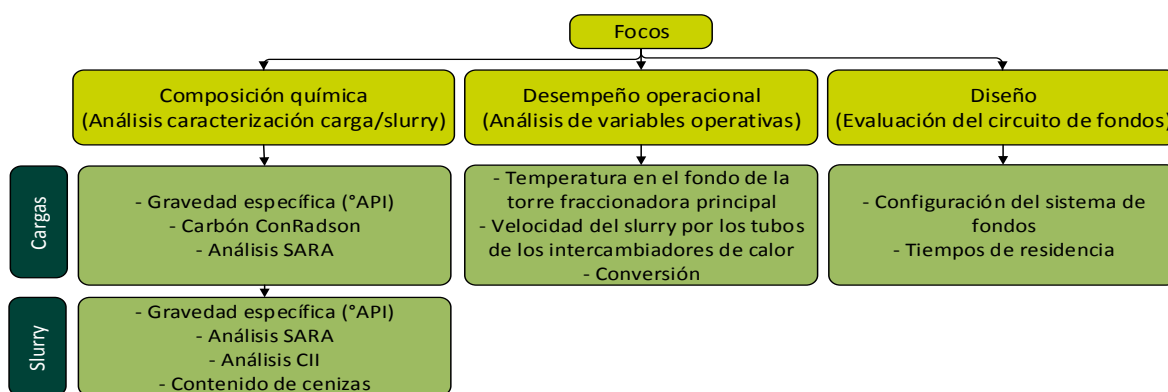 Focos
Composición química
(Análisis caracterización carga/slurry)
Desempeño operacional
(Análisis de variables operativas)
Diseño
(Evaluación del circuito de fondos)
Cargas
- Gravedad específica (°API)
- Carbón ConRadson
- Análisis SARA
- Temperatura en el fondo de la
torre fraccionadora principal
- Velocidad del slurry por los tubos
de los intercambiadores de calor
- Conversión
- Configuración del sistema de
fondos
- Tiempos de residencia
Slurry
- Gravedad específica (°API)
- Análisis SARA
- Análisis CII
- Contenido de cenizas